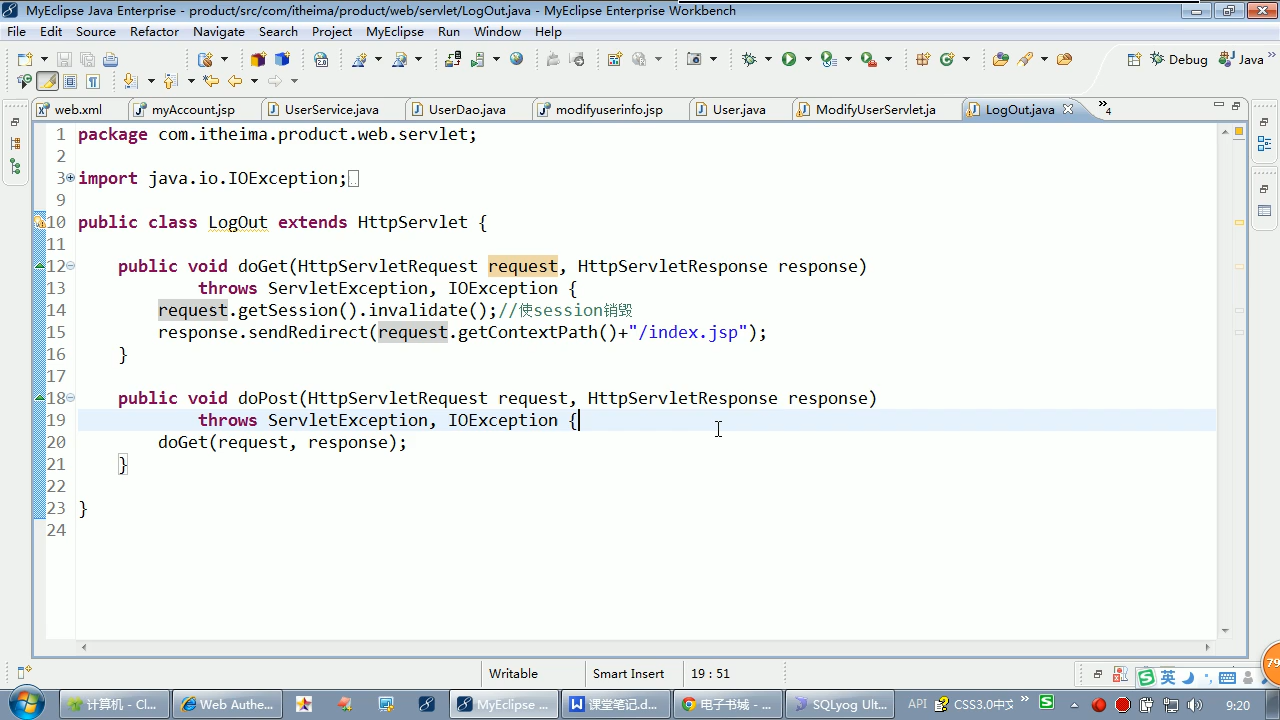 MyEclipse Java Enterprise - product/src/com/itheima/product/web/servlet/LogOut.java - MyEclipse Enterprise Workbench
File Edit Source Refactor Navigate Search Project MyEclipse Run Window Help
Debug Java
web.xml myAccount.jsp UserService.java UserDao.java modifyuserinfo.jsp User.java ModifyUserServlet.ja LogOut.java 4
1 package com.itheima.product.web.servlet;
2
3 import java.io.IOException;
9
10 public class LogOut extends HttpServlet {
11
12 public void doGet(HttpServletRequest request, HttpServletResponse response)
13 throws ServletException, IOException {
14 request.getSession().invalidate();//使session销毁
15 response.sendRedirect(request.getContextPath()+"/index.jsp");
16 }
17
18 public void doPost(HttpServletRequest request, HttpServletResponse response)
19 throws ServletException, IOException {
20 doGet(request, response);
21 }
22
23 }
24
Writable Smart Insert 19 : 51
英
79
计算机 - Cl... Web Authe... MyEclipse ... 课堂笔记.d... 电子书城 - ... SQLyog Ult... API CSS3.0中文 9:20